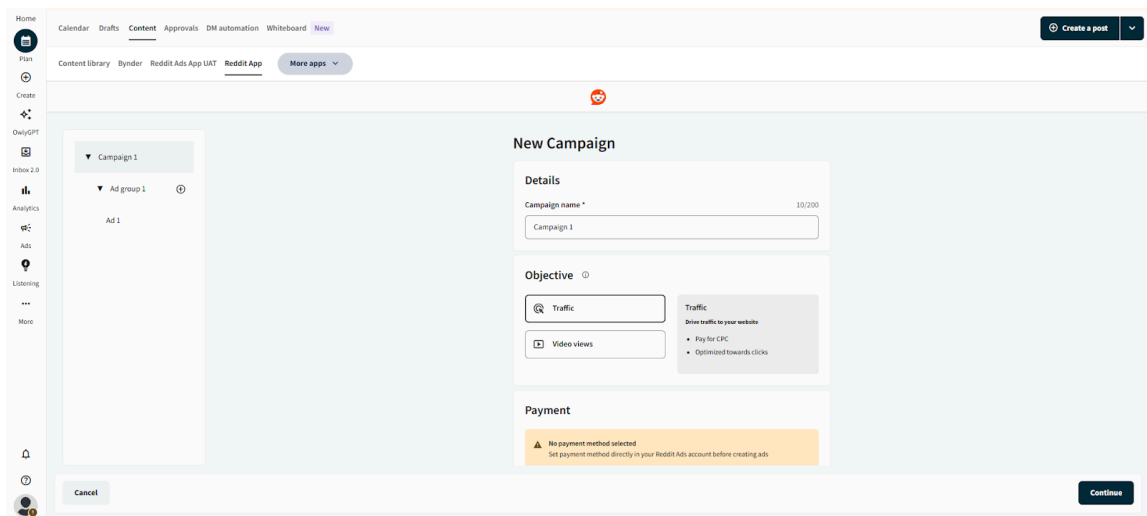 Home
Plan
Create
OwlyGPT
Inbox 2.0
Analytics
Ads
Listening
More
Calendar Drafts Content Approvals DM automation Whiteboard New
Create a post
Content library Bynder Reddit Ads App UAT Reddit App More apps
Campaign 1
Ad group 1
Ad 1
New Campaign
Details
Campaign name * 10/200
Campaign 1
Objective
Traffic
Video views
Traffic
Drive traffic to your website
• Pay for CPC
• Optimized towards clicks
Payment
No payment method selected
Set payment method directly in your Reddit Ads account before creating ads
Cancel
Continue